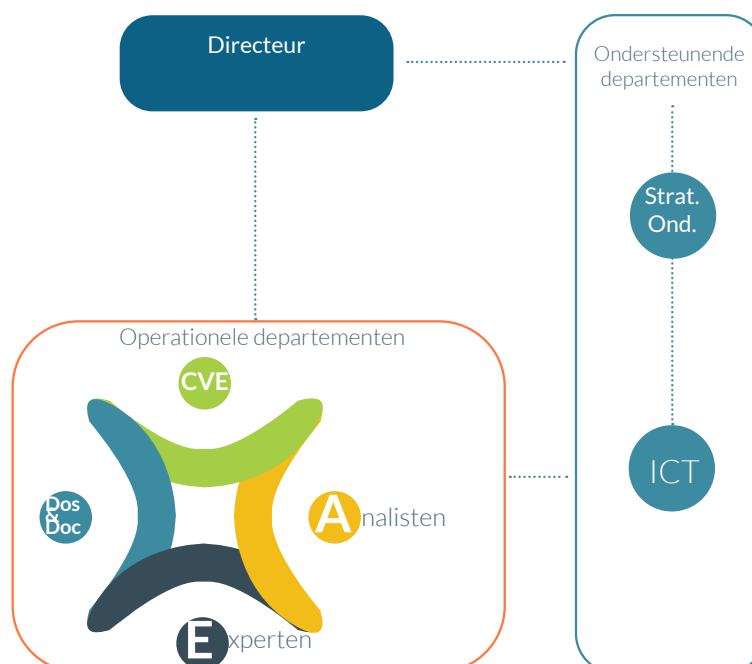 Directeur
Ondersteunende
departementen
Strat.
Ond.
Operationele departementen
CVE
Dos
&
Doc
Analisten
ICT
Experten